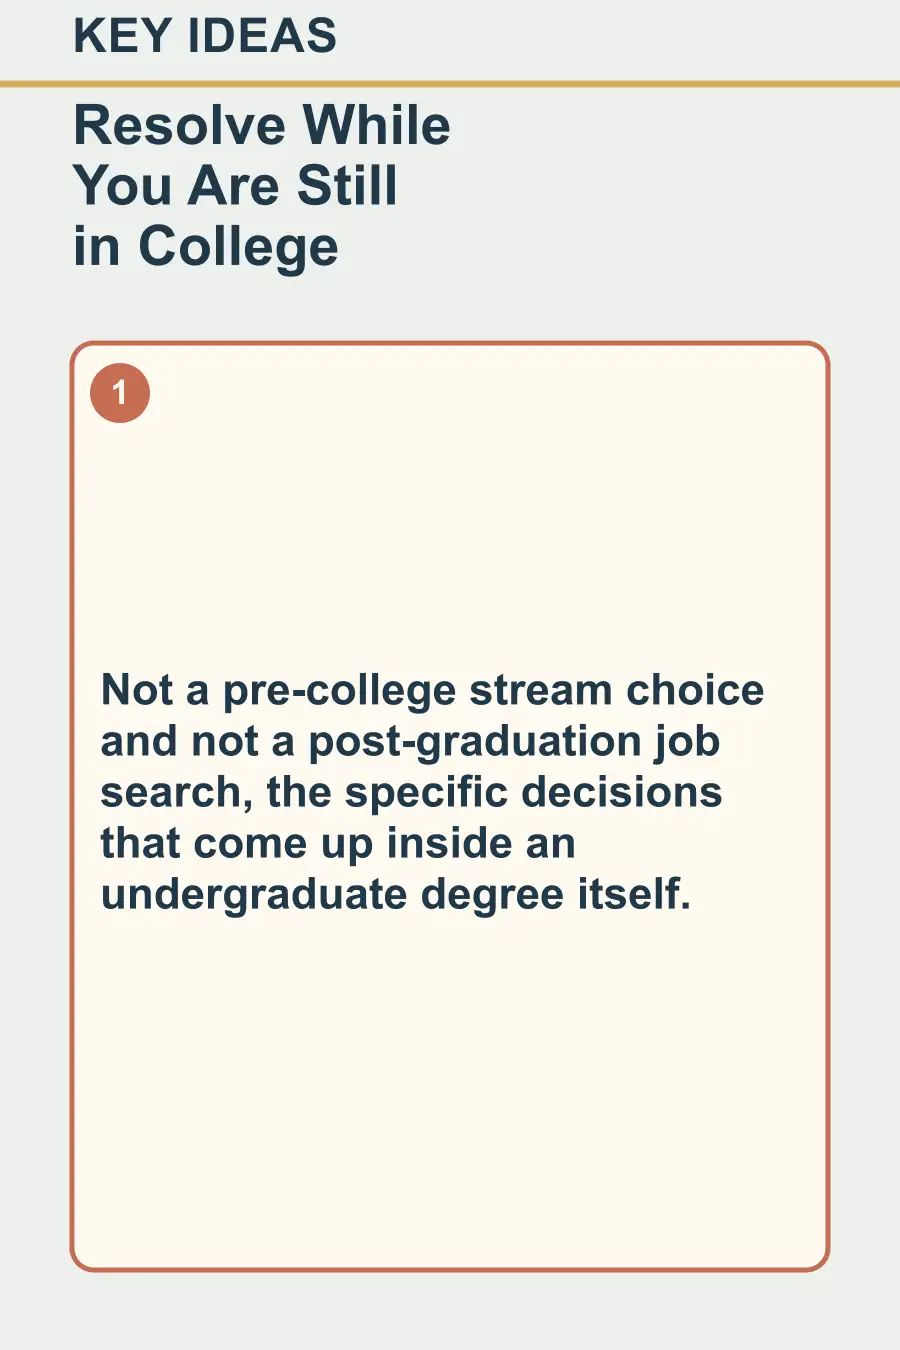 KEY IDEAS
Resolve While
You Are Still
in College
1
Not a pre-college stream choice
and not a post-graduation job
search, the specific decisions
that come up inside an
undergraduate degree itself.